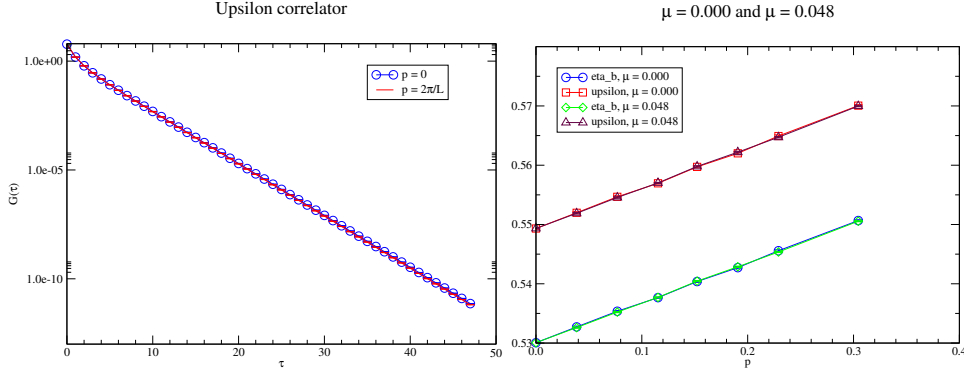 Upsilon correlator
1.0e+00
1.0e-05
1.0e-10
G(τ)
0
10
20
30
40
50
τ
p = 0
p = 2π/L
μ = 0.000 and μ = 0.048
0.57
0.56
0.55
0.54
0.53
0.0
0.1
0.2
0.3
0.4
p
eta_b, μ = 0.000
upsilon, μ = 0.000
eta_b, μ = 0.048
upsilon, μ = 0.048